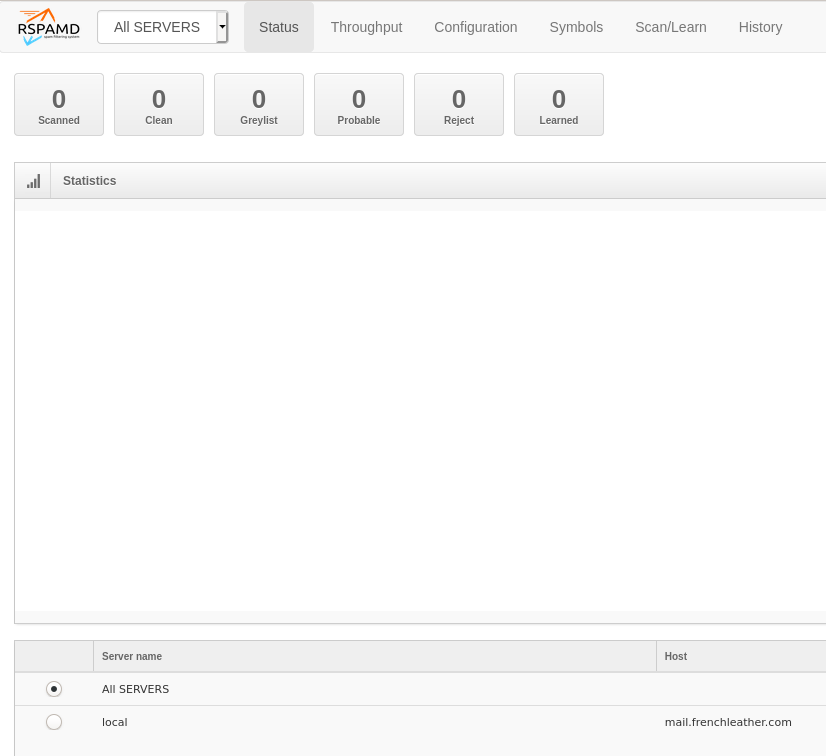 RSPAMD
spam filtering system
All SERVERS
Status
Throughput
Configuration
Symbols
Scan/Learn
History
0
Scanned
0
Clean
0
Greylist
0
Probable
0
Reject
0
Learned
Statistics
Server name Host
All SERVERS
local mail.frenchleather.com